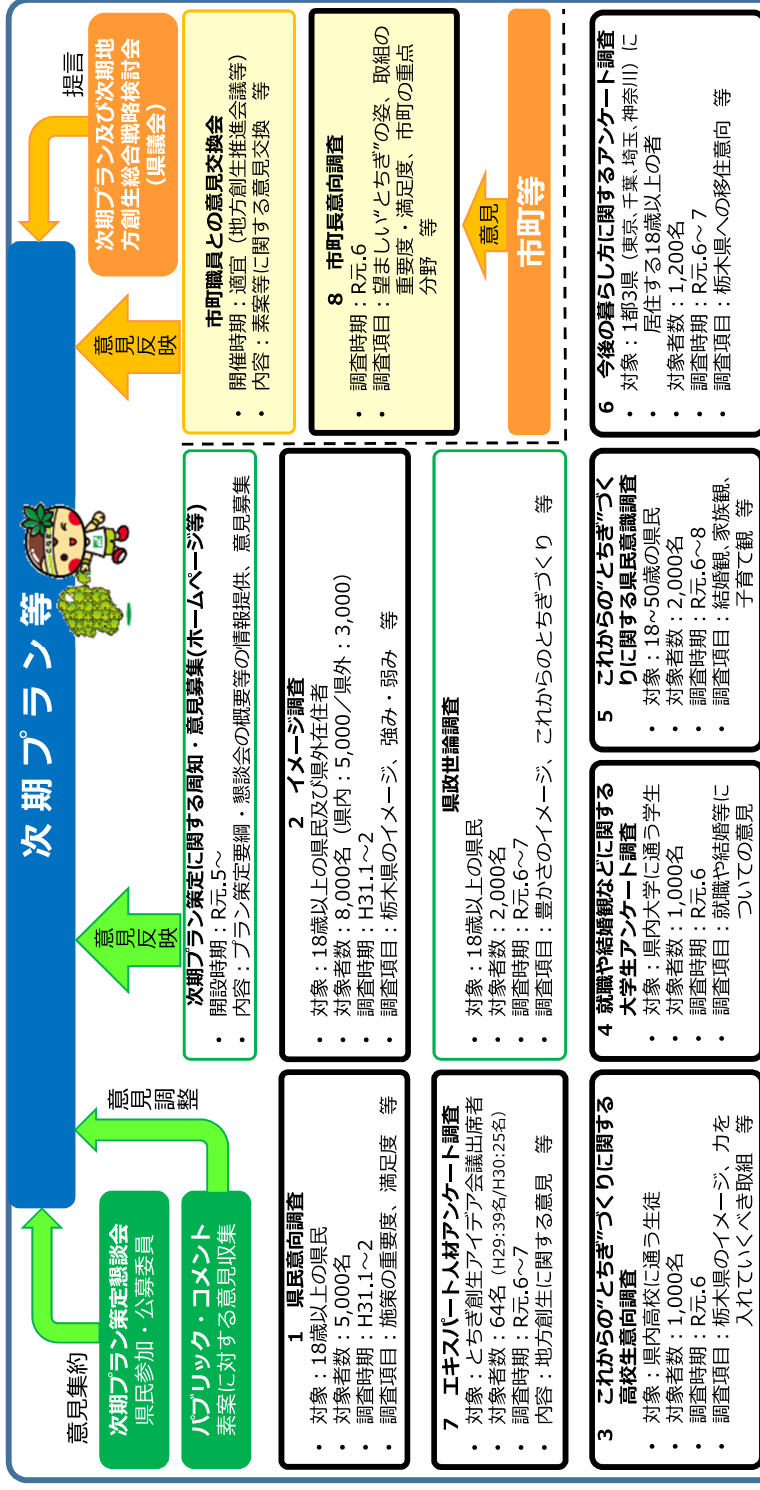 次期プラン等
意見集約
次期プラン策定懇談会
県民参加・公募委員
パブリック・コメント
素案に対する意見収集
意見
調整
意見
反映
意見
反映
提言
次期プラン及び次期地
方創生総合戦略検討会
(県議会)
次期プラン策定に関する周知・意見募集(ホームページ等)
・ 開設時期：R元.5～
・ 内容：プラン策定要綱・懇談会の概要等の情報提供、意見募集
市町職員との意見交換会
・ 開催時期：適宜（地方創生推進会議等）
・ 内容：素案等に関する意見交換 等
1 県民意向調査
・ 対象：18歳以上の県民
・ 対象者数：5,000名
・ 調査時期：H31.1～2
・ 調査項目：施策の重要度、満足度 等
2 イメージ調査
・ 対象：18歳以上の県民及び県外在住者
・ 対象者数：8,000名（県内：5,000／県外：3,000）
・ 調査時期：H31.1～2
・ 調査項目：栃木県のイメージ、強み・弱み 等
8 市町長意向調査
・ 調査時期：R元.6
・ 調査項目：望ましい“とちぎ”の姿、取組の
重要度・満足度、市町の重点
分野 等
7 エキスパート人材アンケート調査
・ 対象：とちぎ創生アイデア会議出席者
・ 対象者数：64名（H29:39名/H30:25名）
・ 調査時期：R元.6～7
・ 内容：地方創生に関する意見 等
県政世論調査
・ 対象：18歳以上の県民
・ 対象者数：2,000名
・ 調査時期：R元.6～7
・ 調査項目：豊かさのイメージ、これからのとちぎづくり 等
意見
市町等
3 これからの“とちぎ”づくりに関する
高校生意向調査
・ 対象：県内高校に通う生徒
・ 対象者数：1,000名
・ 調査時期：R元.6
・ 調査項目：栃木県のイメージ、力を
入れていくべき取組 等
4 就職や結婚観などに関する
大学生アンケート調査
・ 対象：県内大学に通う学生
・ 対象者数：1,000名
・ 調査時期：R元.6
・ 調査項目：就職や結婚等に
ついての意見
5 これからの“とちぎ”づく
りに関する県民意識調査
・ 対象：18~50歳の県民
・ 対象者数：2,000名
・ 調査時期：R元.6～8
・ 調査項目：結婚観、家族観、
子育て観 等
6 今後の暮らし方に関するアンケート調査
・ 対象：1都3県（東京、千葉、埼玉、神奈川）に
・ 居住する18歳以上の者
・ 対象者数：1,200名
・ 調査時期：R元.6～7
・ 調査項目：栃木県への移住意向 等